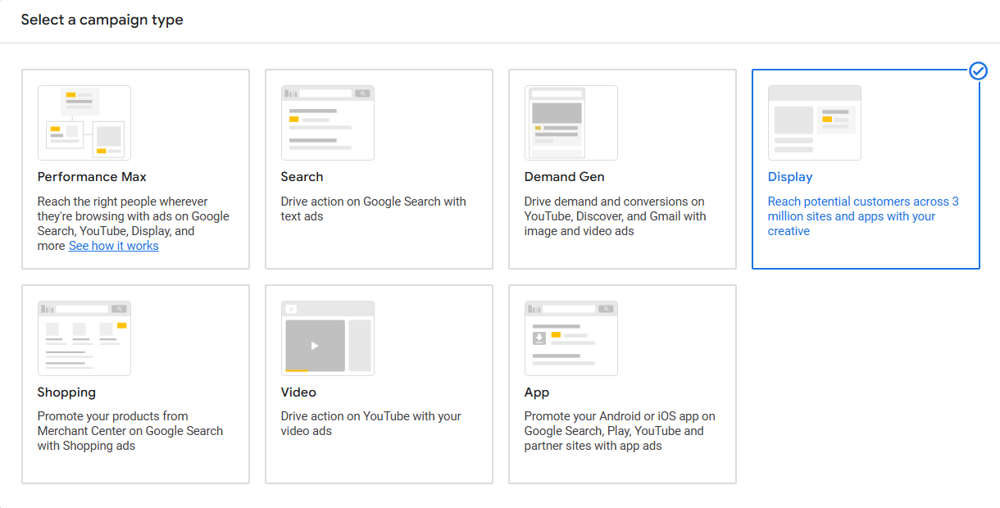 Select a campaign type
Performance Max
Reach the right people wherever
they're browsing with ads on Google
Search, YouTube, Display, and
more See how it works
Search
Drive action on Google Search with
text ads
Demand Gen
Drive demand and conversions on
YouTube, Discover, and Gmail with
image and video ads
Display
Reach potential customers across 3
million sites and apps with your
creative
Shopping
Promote your products from
Merchant Center on Google Search
with Shopping ads
Video
Drive action on YouTube with your
video ads
App
Promote your Android or iOS app on
Google Search, Play, YouTube and
partner sites with app ads